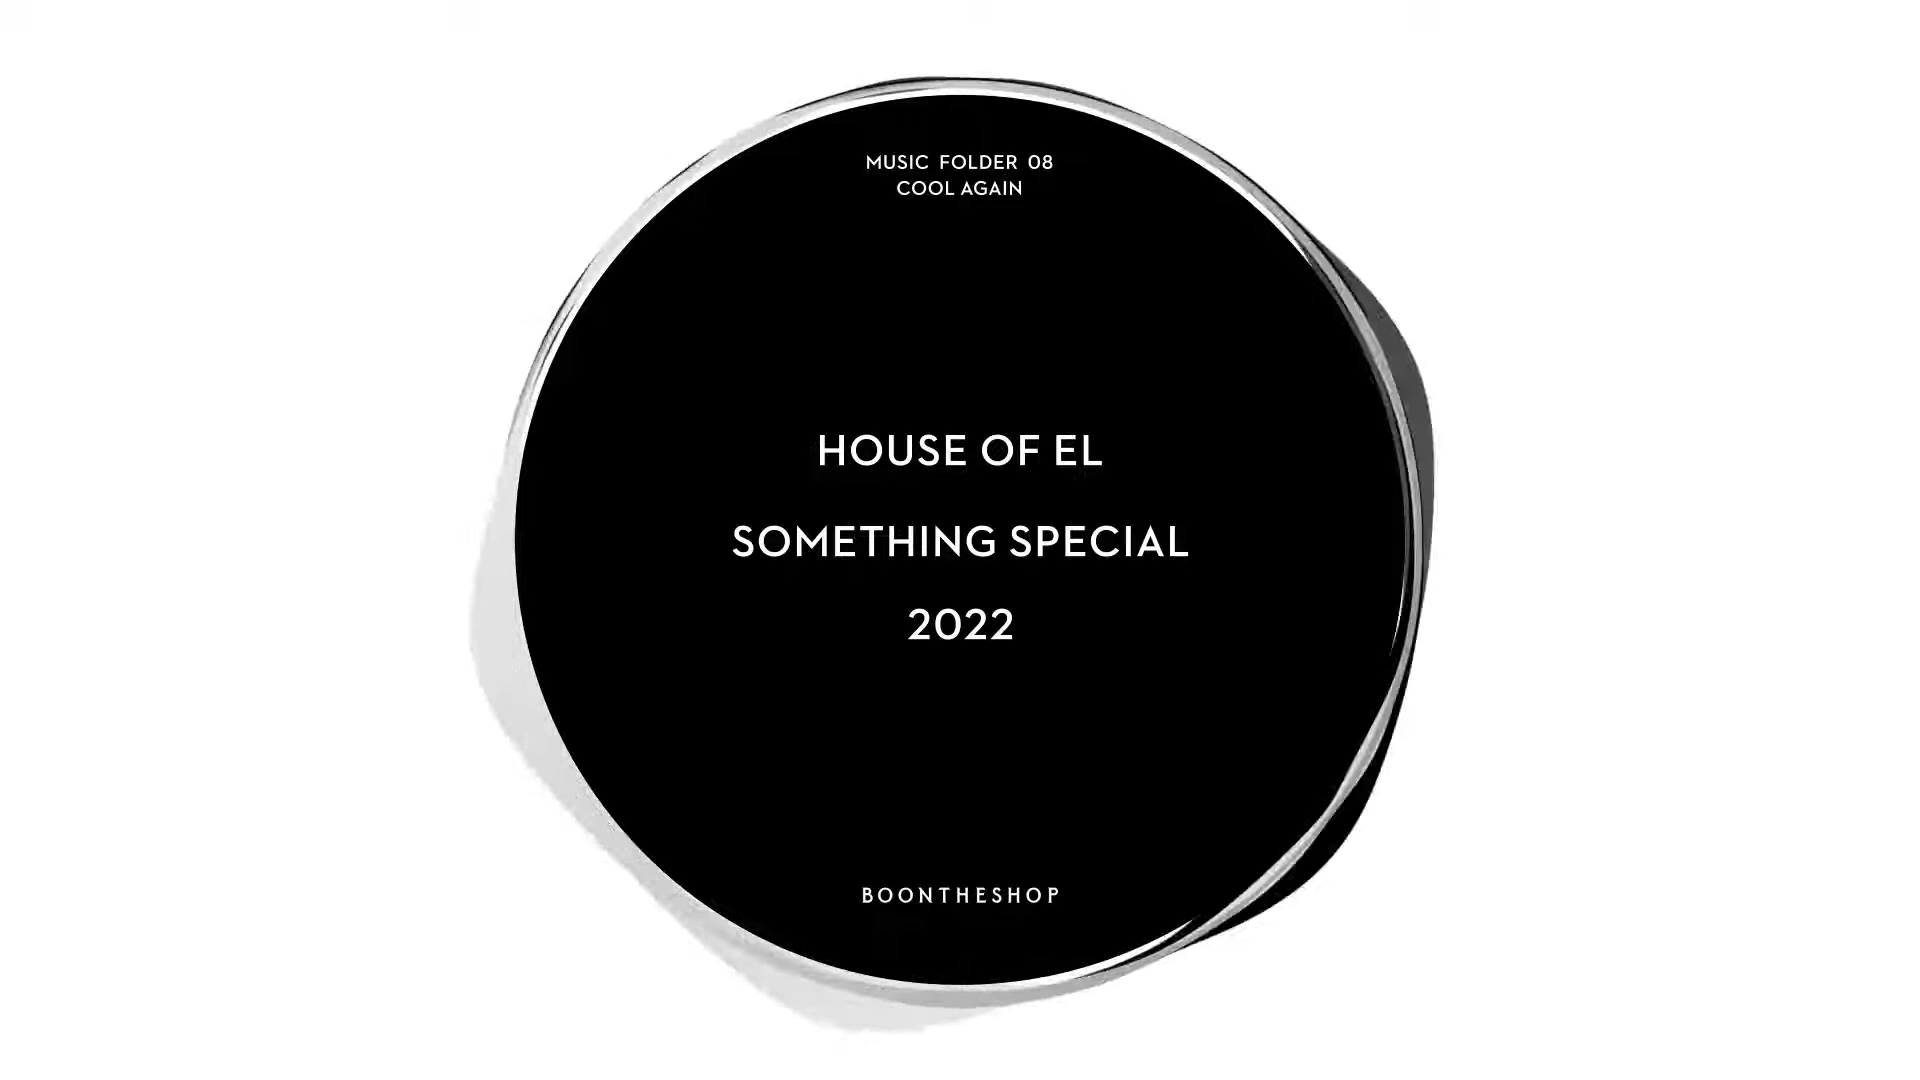 MUSIC FOLDER 08
COOL AGAIN
HOUSE OF EL
SOMETHING SPECIAL
2022
BOONTHESHOP